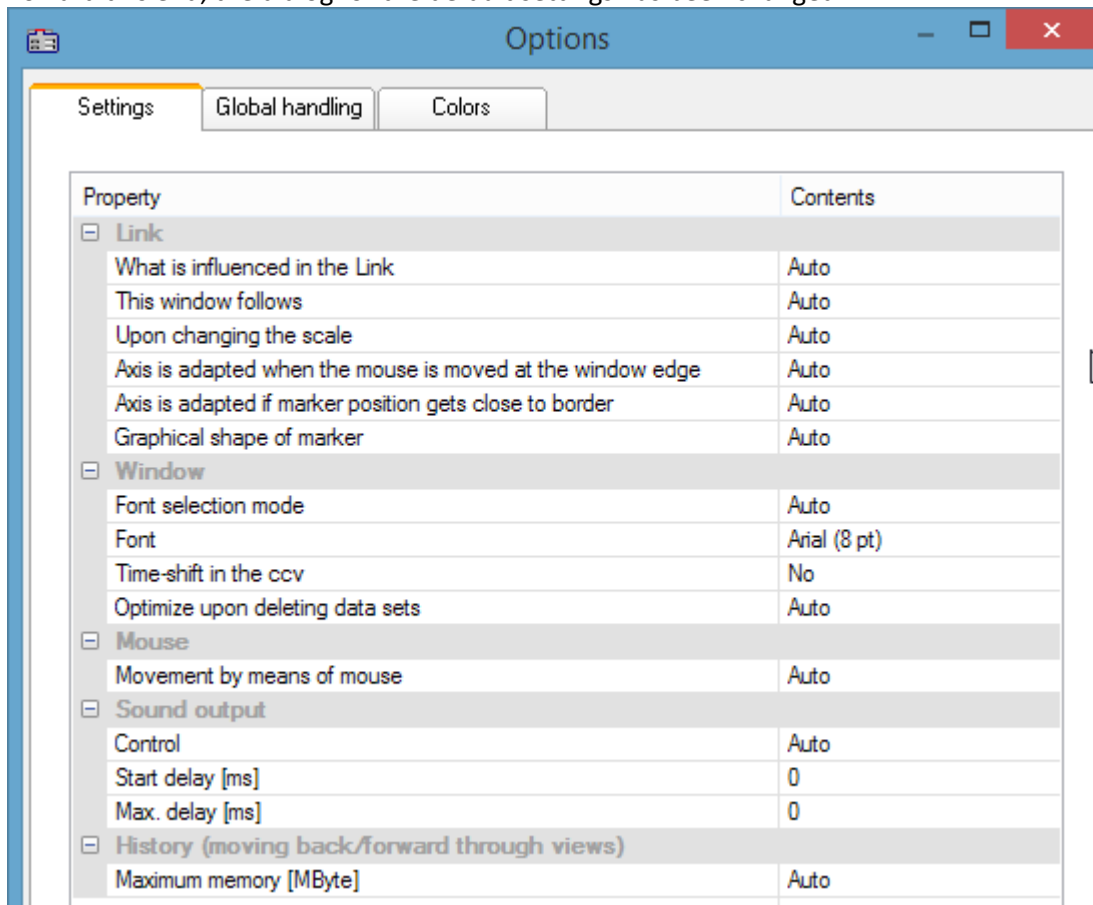 Options
Settings Global handling Colors
Property Contents
Link
What is influenced in the Link Auto
This window follows Auto
Upon changing the scale Auto
Axis is adapted when the mouse is moved at the window edge Auto
Axis is adapted if marker position gets close to border Auto
Graphical shape of marker Auto
Window
Font selection mode Auto
Font Arial (8 pt)
Time-shift in the ccv No
Optimize upon deleting data sets Auto
Mouse
Movement by means of mouse Auto
Sound output
Control Auto
Start delay [ms] 0
Max. delay [ms] 0
History (moving back/forward through views)
Maximum memory [MByte] Auto